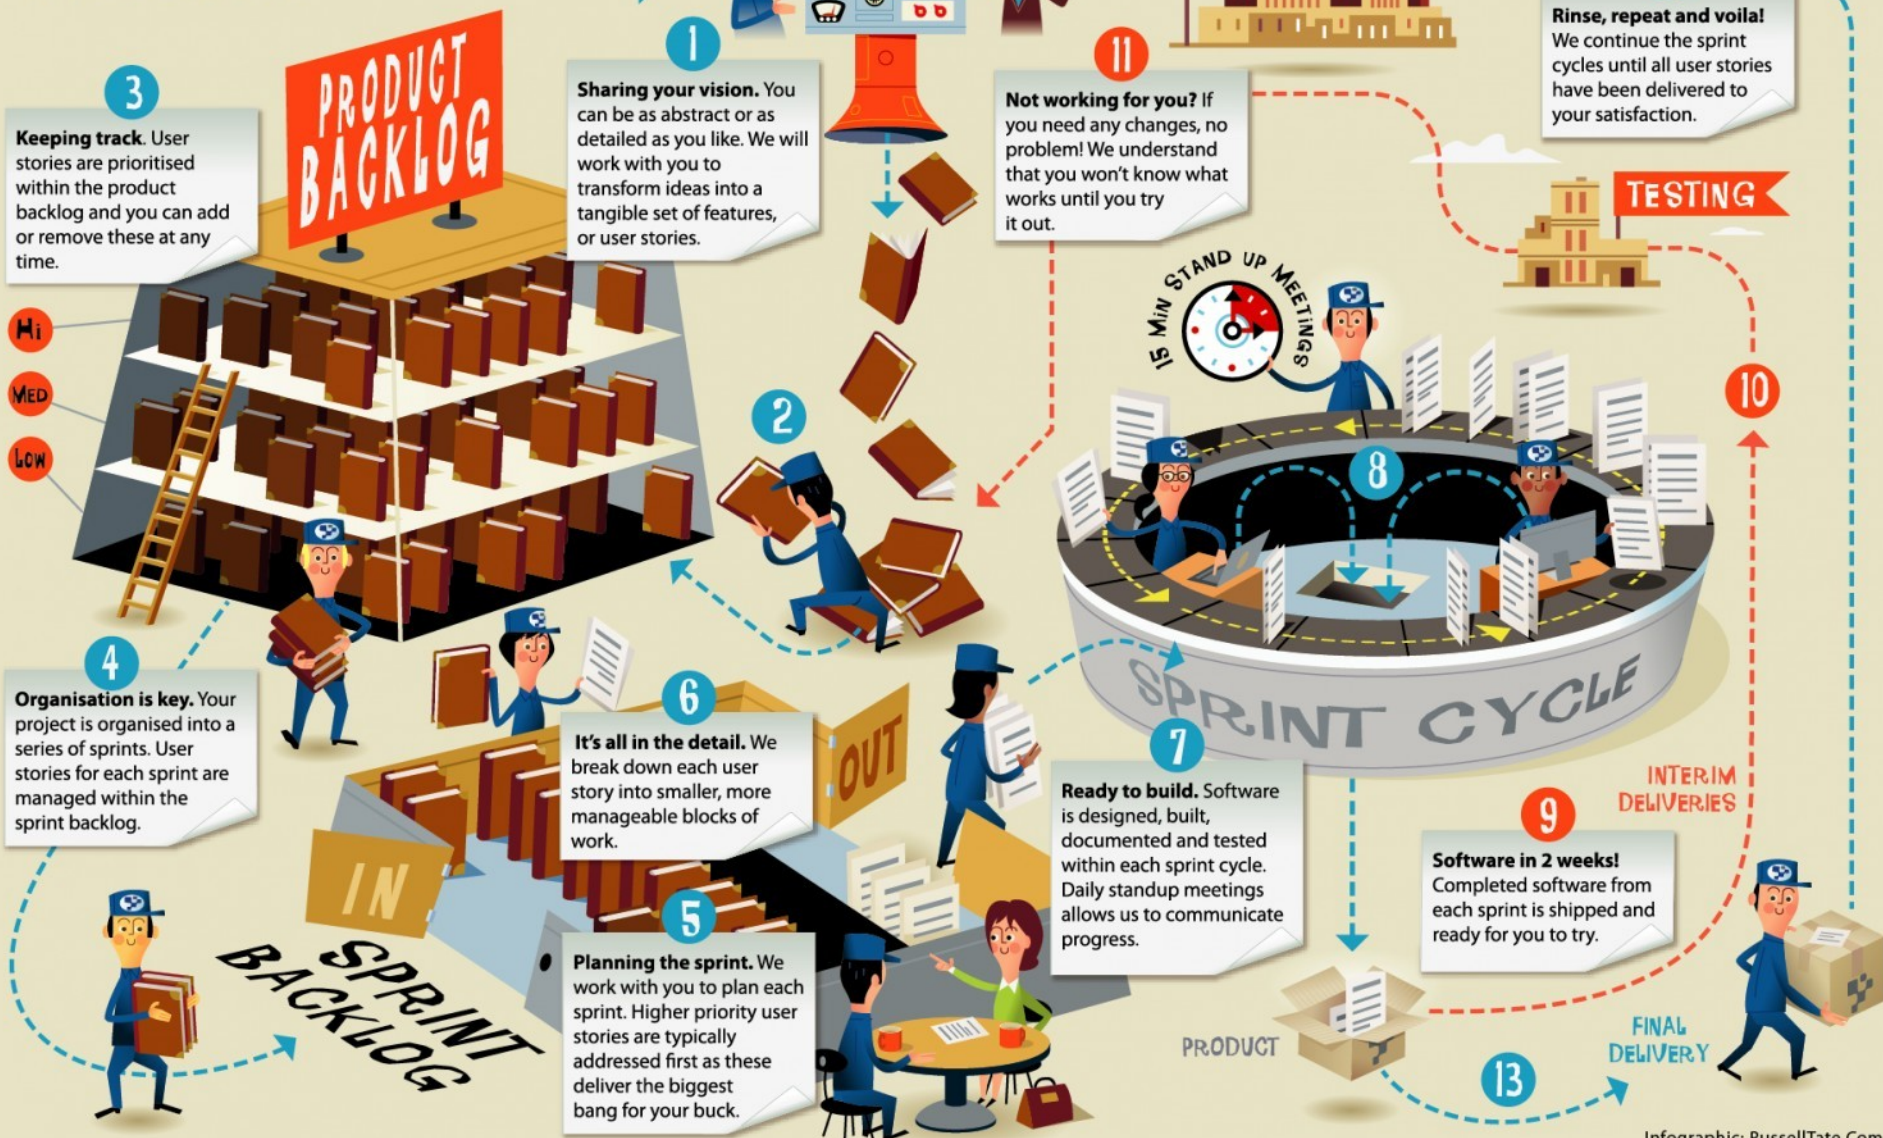 1
Sharing your vision. You
can be as abstract or as
detailed as you like. We will
work with you to
transform ideas into a
tangible set of features,
or user stories.
2
3
Keeping track. User
stories are prioritised
within the product
backlog and you can add
or remove these at any
time.
PRODUCT
BACKLOG
Hi
MED
LOW
4
Organisation is key. Your
project is organised into a
series of sprints. User
stories for each sprint are
managed within the
sprint backlog.
IN
OUT
SPRINT
BACKLOG
5
Planning the sprint. We
work with you to plan each
sprint. Higher priority user
stories are typically
addressed first as these
deliver the biggest
bang for your buck.
6
It's all in the detail. We
break down each user
story into smaller, more
manageable blocks of
work.
7
Ready to build. Software
is designed, built,
documented and tested
within each sprint cycle.
Daily standup meetings
allows us to communicate
progress.
15 MIN STAND UP MEETINGS
8
SPRINT CYCLE
9
Software in 2 weeks!
Completed software from
each sprint is shipped and
ready for you to try.
INTERIM
DELIVERIES
10
TESTING
11
Not working for you? If
you need any changes, no
problem! We understand
that you won't know what
works until you try
it out.
Rinse, repeat and voila!
We continue the sprint
cycles until all user stories
have been delivered to
your satisfaction.
PRODUCT
13
FINAL
DELIVERY
Infographic: RussellTate.Com